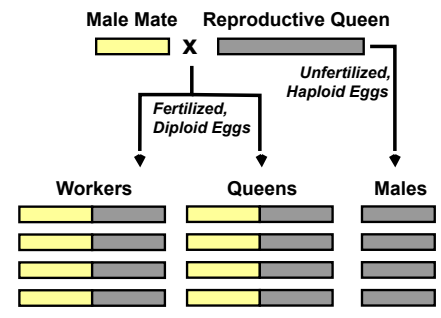 Male Mate
Reproductive Queen
X
Unfertilized,
Haploid Eggs
Fertilized,
Diploid Eggs
Workers
Queens
Males